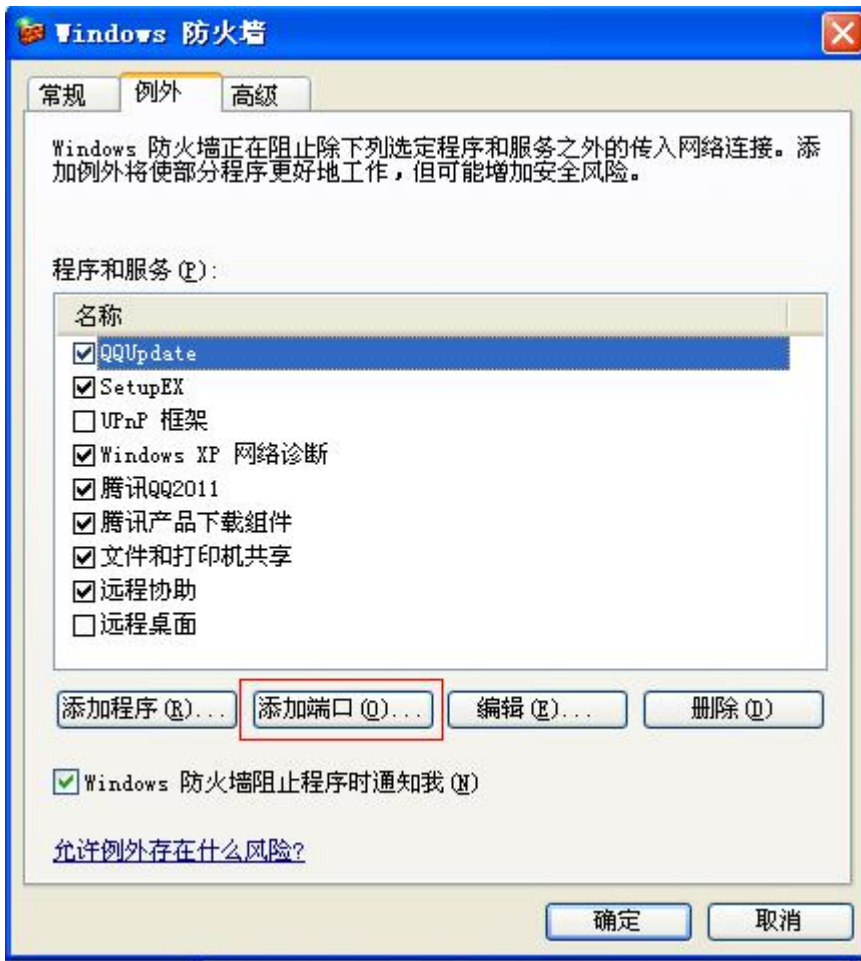 Windows 防火墙
常规 例外 高级
Windows 防火墙正在阻止除下列选定程序和服务之外的传入网络连接。添
加例外将使部分程序更好地工作，但可能增加安全风险。
程序和服务(P):
名称
QQUpdate
SetupEX
UPnP 框架
Windows XP 网络诊断
腾讯QQ2011
腾讯产品下载组件
文件和打印机共享
远程协助
远程桌面
添加程序(R)... 添加端口(O)... 编辑(E)... 删除(D)
Windows 防火墙阻止程序时通知我(N)
允许例外存在什么风险?
确定 取消